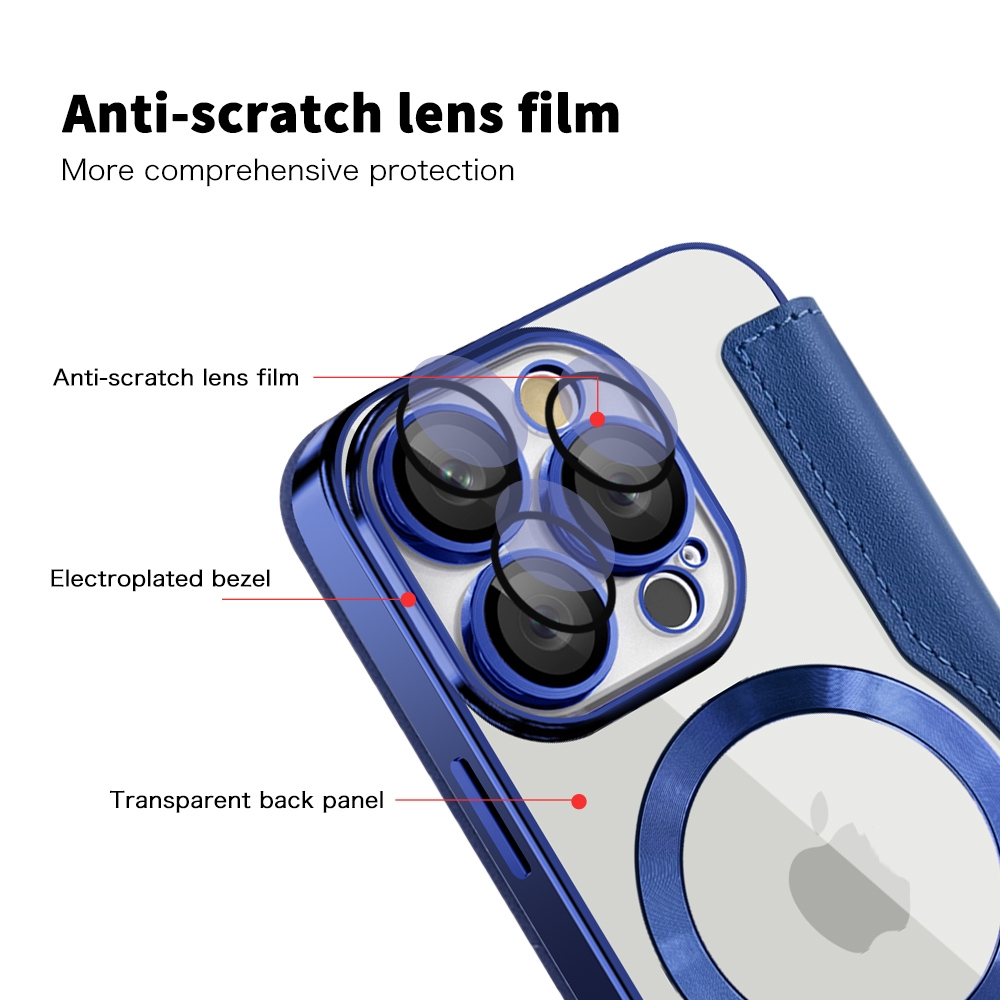 Anti-scratch lens film
More comprehensive protection
Anti-scratch lens film
Electroplated bezel
Transparent back panel